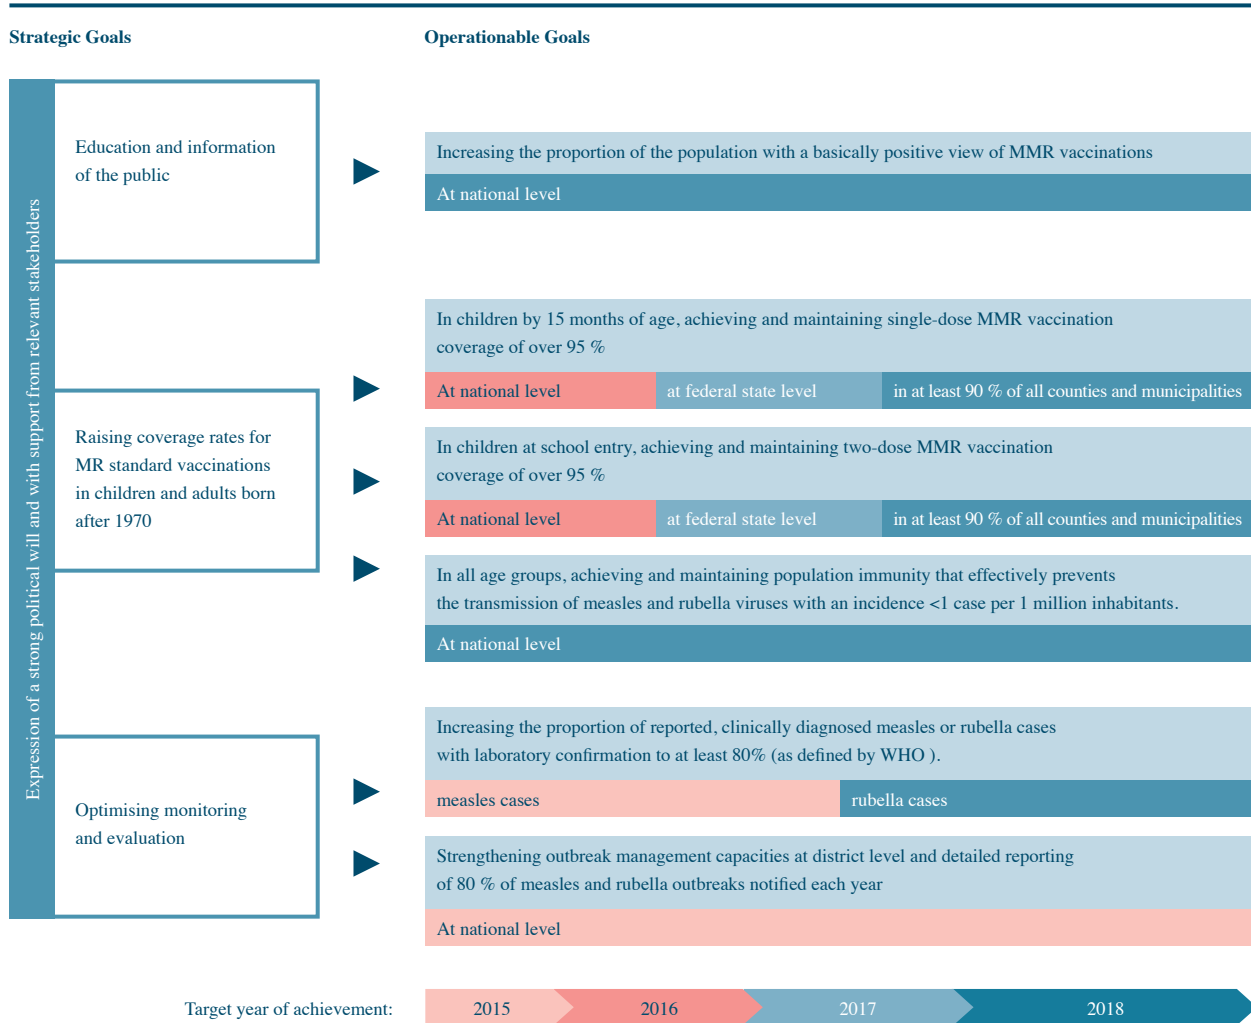 Strategic Goals
Operationable Goals
Expression of a strong political will and with support from relevant stakeholders
Education and information
of the public
Increasing the proportion of the population with a basically positive view of MMR vaccinations
At national level
Raising coverage rates for
MR standard vaccinations
in children and adults born
after 1970
In children by 15 months of age, achieving and maintaining single-dose MMR vaccination
coverage of over 95 %
At national level
at federal state level
in at least 90 % of all counties and municipalities
In children at school entry, achieving and maintaining two-dose MMR vaccination
coverage of over 95 %
At national level
at federal state level
in at least 90 % of all counties and municipalities
In all age groups, achieving and maintaining population immunity that effectively prevents
the transmission of measles and rubella viruses with an incidence <1 case per 1 million inhabitants.
At national level
Optimising monitoring
and evaluation
Increasing the proportion of reported, clinically diagnosed measles or rubella cases
with laboratory confirmation to at least 80% (as defined by WHO ).
measles cases
rubella cases
Strengthening outbreak management capacities at district level and detailed reporting
of 80 % of measles and rubella outbreaks notified each year
At national level
Target year of achievement:
2015
2016
2017
2018